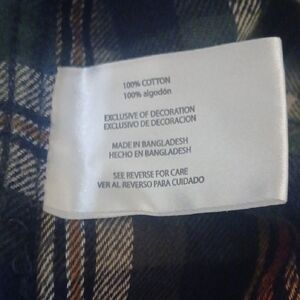 100% COTTON
100% algodón
EXCLUSIVE OF DECORATION
EXCLUSIVO DE DECORACION
MADE IN BANGLADESH
HECHO EN BANGLADESH
SEE REVERSE FOR CARE
VER AL REVERSO PARA CUIDADO